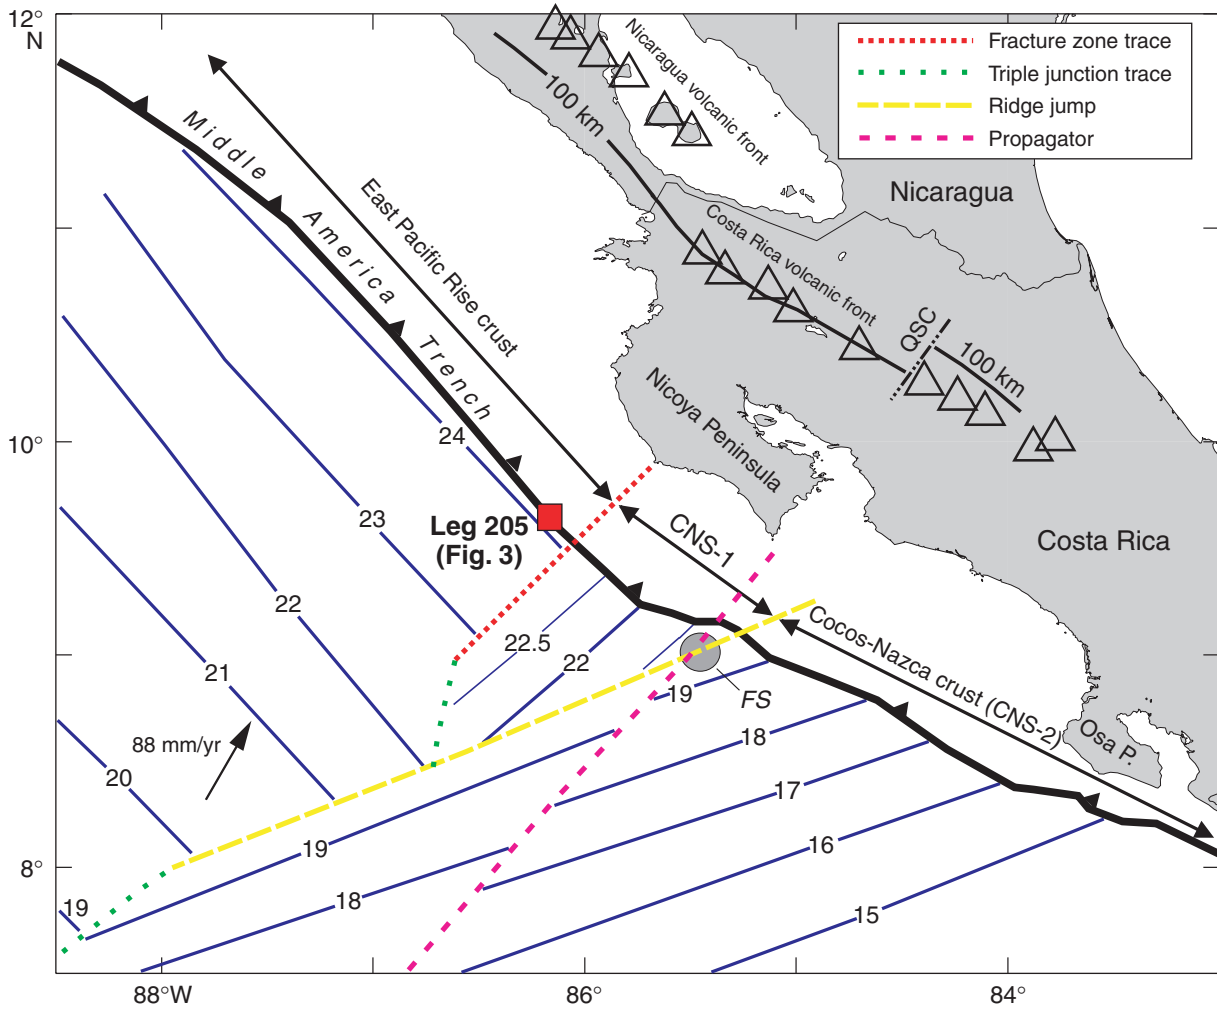 12°
N
10°
8°
88°W
86°
84°
Fracture zone trace
Triple junction trace
Ridge jump
Propagator
Nicaragua volcanic front
100 km
Nicaragua
Middle America Trench
East Pacific Rise crust
Costa Rica volcanic front
QSC
100 km
Nicoya Peninsula
Costa Rica
24
23
Leg 205
(Fig. 3)
CNS-1
22
22.5
22
Cocos-Nazca crust (CNS-2)
21
19
FS
Osa P.
88 mm/yr
18
20
17
19
16
19
18
15